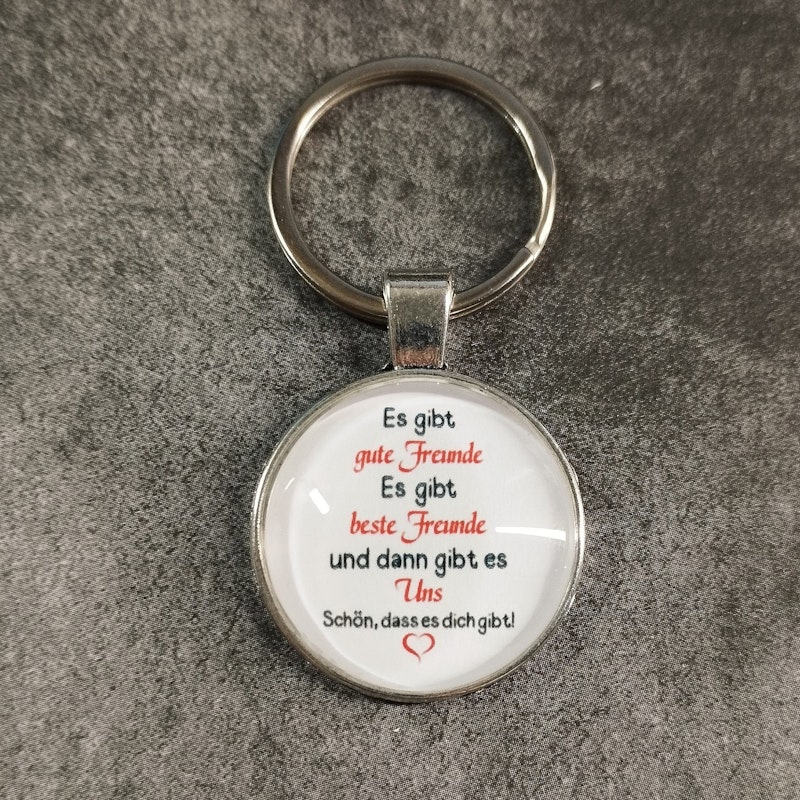 Es gibt
gute Freunde
Es gibt
beste Freunde
und dann gibt es
Uns
Schön, dass es dich gibt!